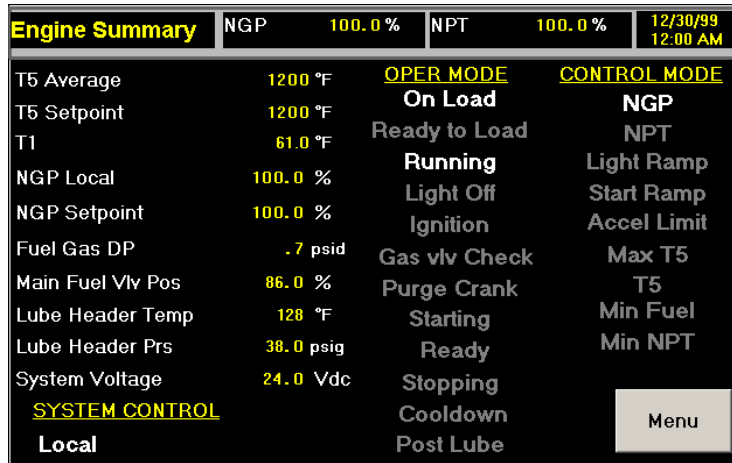 Engine Summary NGP 100.0 % NPT 100.0 % 12/30/99
12:00 AM
T5 Average 1200 °F
T5 Setpoint 1200 °F
T1 61.0 °F
NGP Local 100.0 %
NGP Setpoint 100.0 %
Fuel Gas DP .7 psid
Main Fuel Vlv Pos 86.0 %
Lube Header Temp 128 °F
Lube Header Prs 38.0 psig
System Voltage 24.0 Vdc
SYSTEM CONTROL
Local
OPER MODE
On Load
Ready to Load
Running
Light Off
Ignition
Gas vlv Check
Purge Crank
Starting
Ready
Stopping
Cooldown
Post Lube
CONTROL MODE
NGP
NPT
Light Ramp
Start Ramp
Accel Limit
Max T5
T5
Min Fuel
Min NPT
Menu